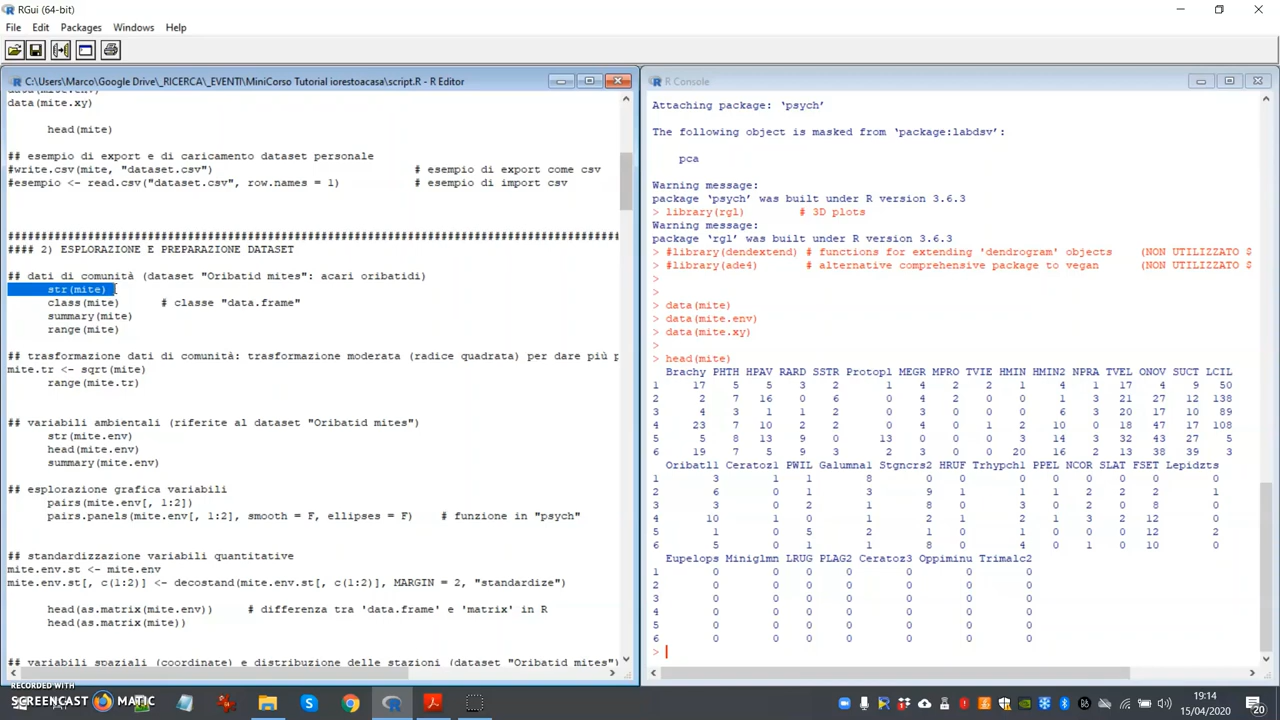 RGui (64-bit)
File Edit Packages Windows Help
C:\Users\Marco\Google Drive\_RICERCA\_EVENTI\MiniCorso Tutorial iorestoacasa\script.R - R Editor
data(mite.env)
data(mite.xy)
head(mite)
## esempio di export e di caricamento dataset personale
#write.csv(mite, "dataset.csv") # esempio di export come csv
#esempio <- read.csv("dataset.csv", row.names = 1) # esempio di import csv
#### 2) ESPLORAZIONE E PREPARAZIONE DATASET
## dati di comunità (dataset "Oribatid mites": acari oribatidi)
str(mite)
class(mite) # classe "data.frame"
summary(mite)
range(mite)
## trasformazione dati di comunità: trasformazione moderata (radice quadrata) per dare più p
mite.tr <- sqrt(mite)
range(mite.tr)
## variabili ambientali (riferite al dataset "Oribatid mites")
str(mite.env)
head(mite.env)
summary(mite.env)
## esplorazione grafica variabili
pairs(mite.env[, 1:2])
pairs.panels(mite.env[, 1:2], smooth = F, ellipses = F) # funzione in "psych"
## standardizzazione variabili quantitative
mite.env.st <- mite.env
mite.env.st[, c(1:2)] <- decostand(mite.env.st[, c(1:2)], MARGIN = 2, "standardize")
head(as.matrix(mite.env)) # differenza tra 'data.frame' e 'matrix' in R
head(as.matrix(mite))
## variabili spaziali (coordinate) e distribuzione delle stazioni (dataset "Oribatid mites")
R Console
Attaching package: ‘psych’
The following object is masked from ‘package:labdsv’:
pca
Warning message:
package ‘psych’ was built under R version 3.6.3
> library(rgl) # 3D plots
Warning message:
package ‘rgl’ was built under R version 3.6.3
> #library(dendextend) # functions for extending 'dendrogram' objects (NON UTILIZZATO $
> #library(ade4) # alternative comprehensive package to vegan (NON UTILIZZATO $
>
>
> data(mite)
> data(mite.env)
> data(mite.xy)
>
> head(mite)
Brachy PHTH HPAV RARD SSTR Protopl MEGR MPRO TVIE HMIN HMIN2 NPRA TVEL ONOV SUCT LCIL
1 17 5 5 3 2 1 4 2 2 1 4 1 17 4 9 50
2 2 7 16 0 6 0 4 2 0 0 1 3 21 27 12 138
3 4 3 1 1 2 0 3 0 0 0 6 3 20 17 10 89
4 23 7 10 2 2 0 4 0 1 2 10 0 18 47 17 108
5 5 8 13 9 0 13 0 0 0 3 14 3 32 43 27 5
6 19 7 5 9 3 2 3 0 0 20 16 2 13 38 39 3
Oribatl1 Ceratoz1 PWIL Galumna1 Stgncrs2 HRUF Trhypch1 PPEL NCOR SLAT FSET Lepidzts
1 3 1 1 8 0 0 0 0 0 0 0 0
2 6 0 1 3 9 1 1 1 2 2 2 1
3 3 0 2 1 8 0 3 0 2 0 8 0
4 10 1 0 1 2 1 2 1 3 2 12 0
5 1 0 5 2 1 0 1 0 0 0 12 2
6 5 0 1 1 8 0 4 0 1 0 10 0
Eupelops Miniglmn LRUG PLAG2 Ceratoz3 Oppiminu Trimalc2
1 0 0 0 0 0 0 0
2 0 0 0 0 0 0 0
3 0 0 0 0 0 0 0
4 0 0 0 0 0 0 0
5 0 0 0 0 0 0 0
6 0 0 0 0 0 0 0
>
RECORDED WITH
SCREENCAST MATIC
19:14
15/04/2020
20